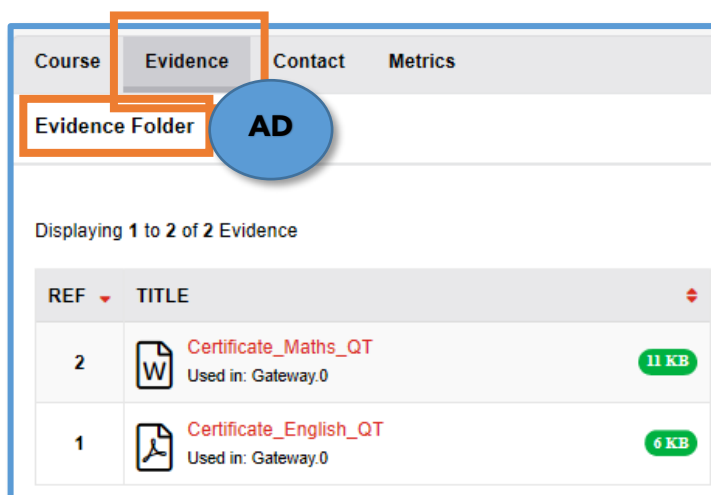 Course Evidence Contact Metrics
Evidence Folder AD
Displaying 1 to 2 of 2 Evidence
REF TITLE
2 Certificate_Maths_QT 11 KB
Used in: Gateway.0
1 Certificate_English_QT 6 KB
Used in: Gateway.0